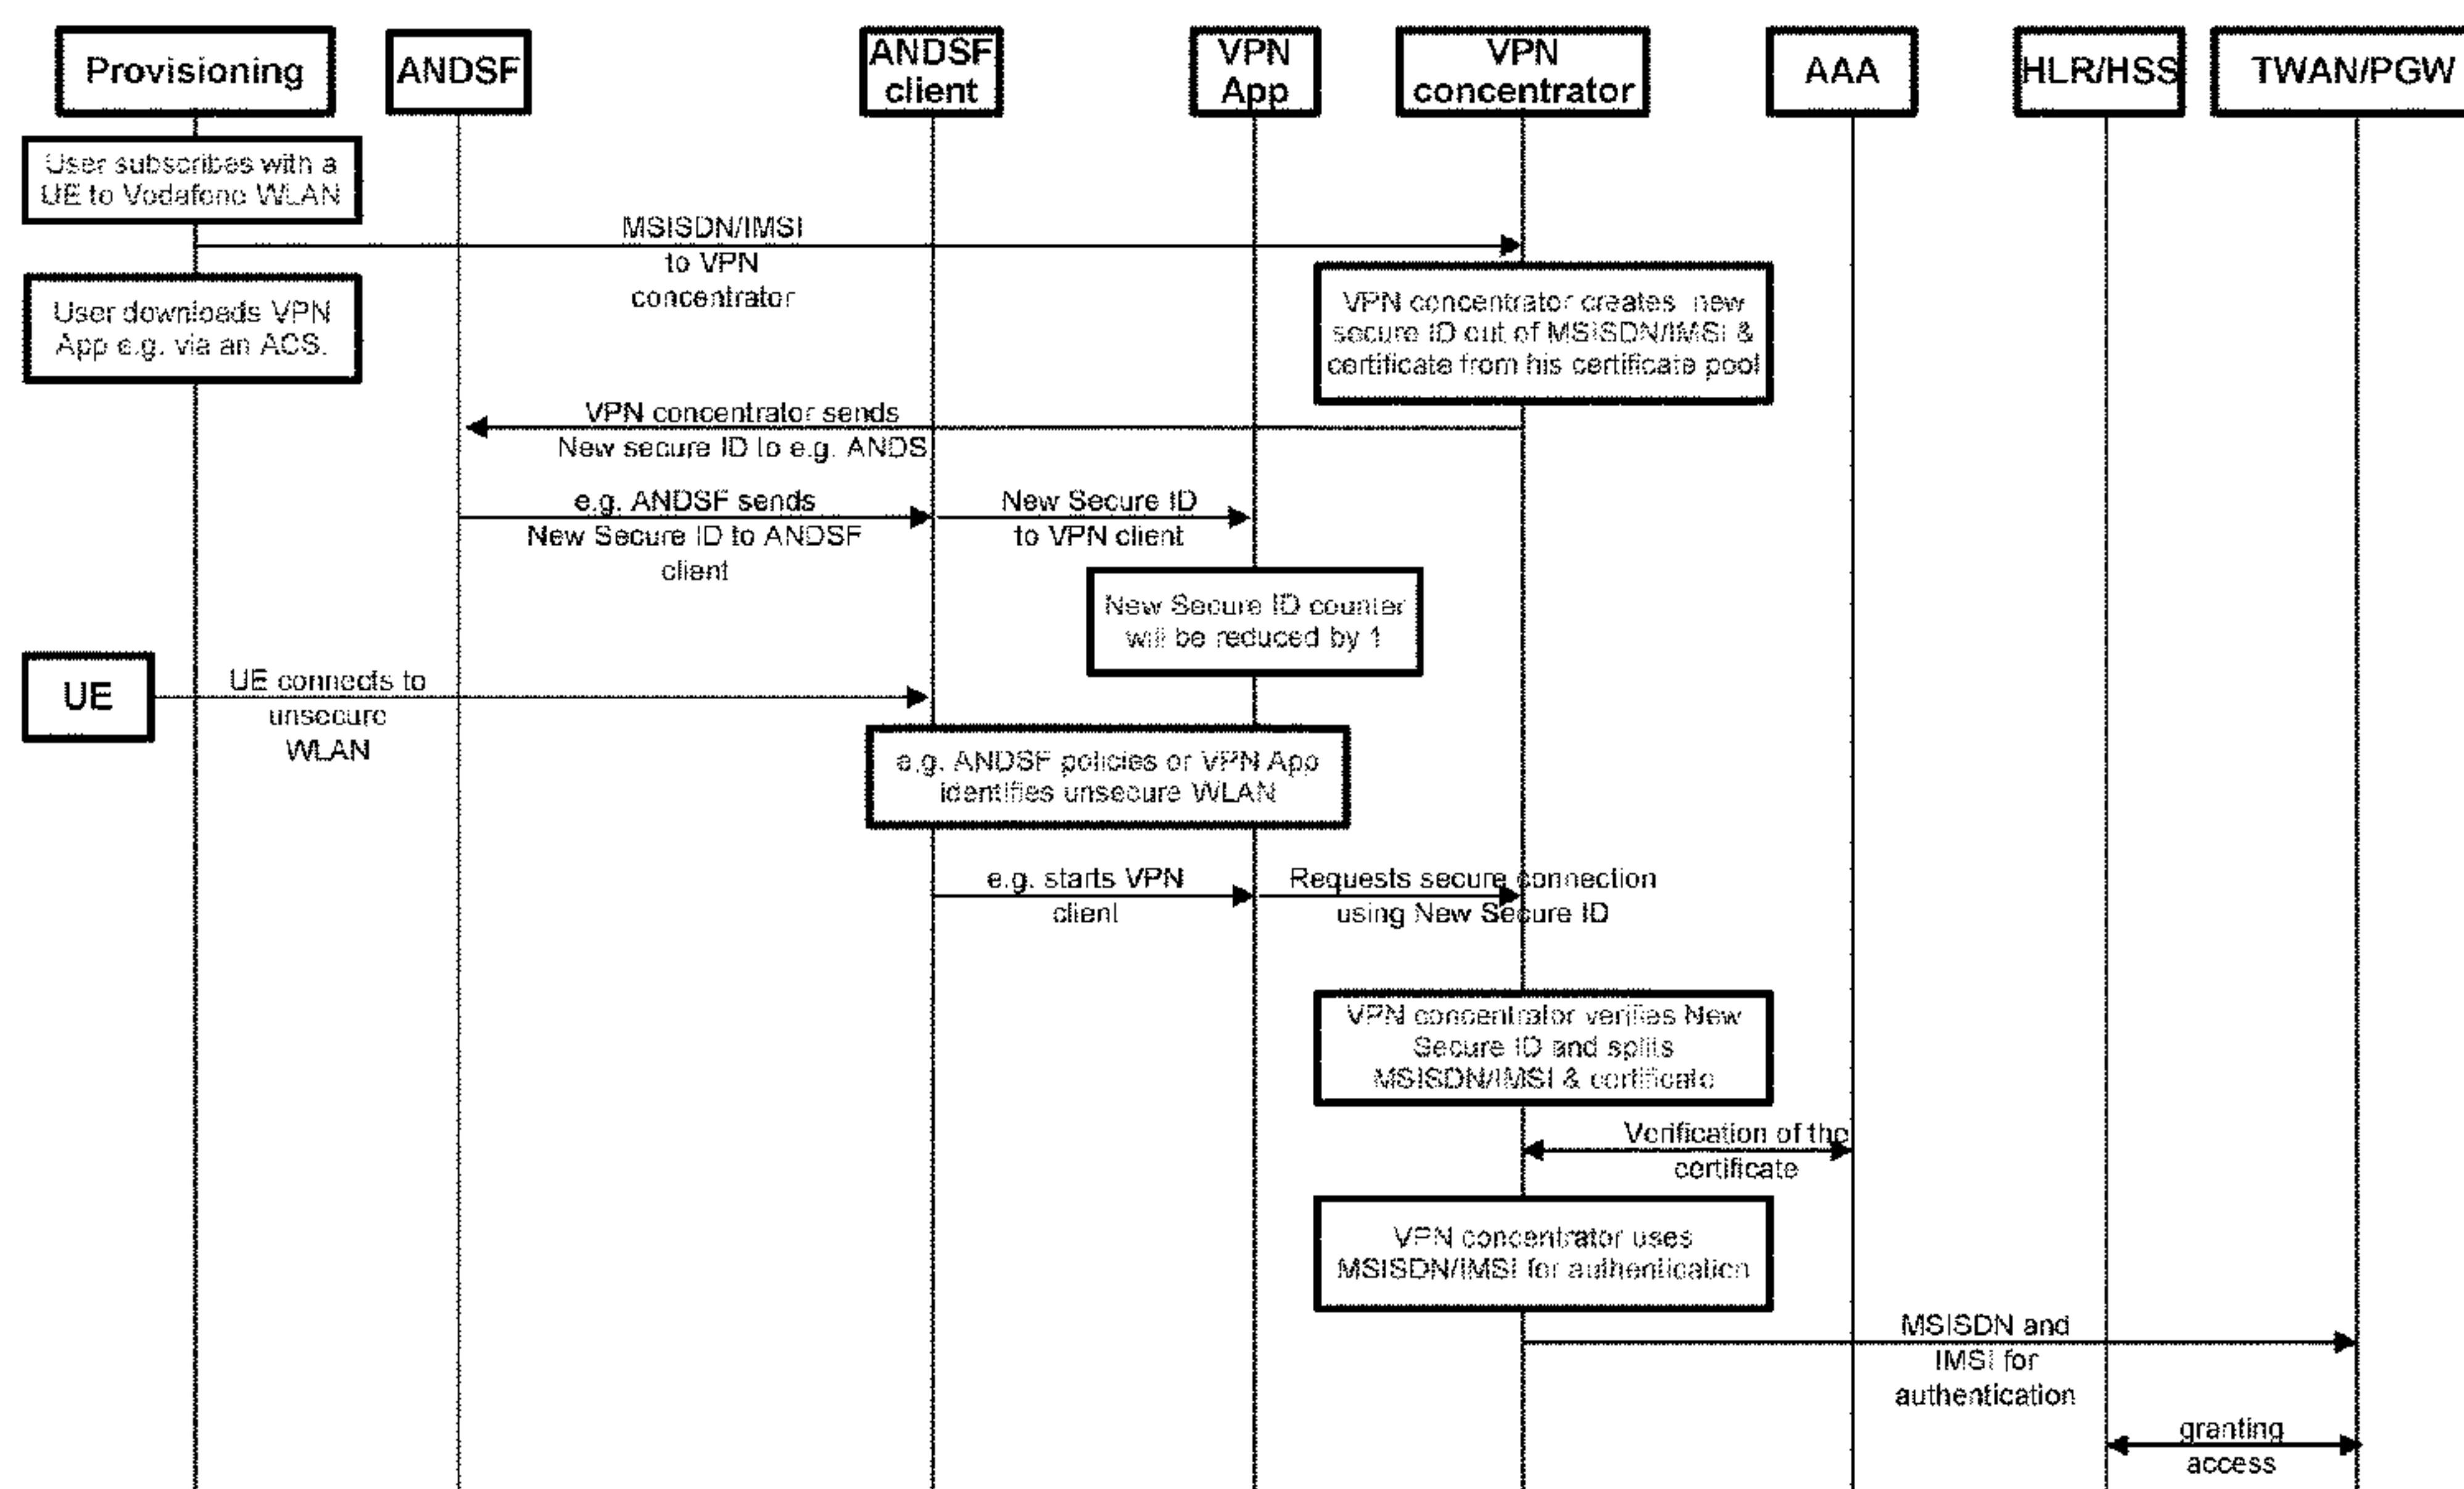 Provisioning
ANDSF
ANDSF
client
VPN
App
VPN
concentrator
AAA
HLR/HSS
TWAN/PGW
User subscribes with a
UE to Vodafono WLAN
MSISDN/IMSI
to VPN
concentrator
User downloads VPN
App e.g. via an ACS.
VPN concentrator creates new
secure ID out of MSISDN/IMSI &
certificate from his certificate pool
VPN concentrator sends
New secure ID to e.g. ANDS
e.g. ANDSF sends
New Secure ID to ANDSF
client
New Secure ID
to VPN client
New Secure ID counter
will be reduced by 1
UE
UE connects to
unsecure
WLAN
e.g. ANDSF policies or VPN App
identifies unsecure WLAN
e.g. starts VPN
client
Requests secure connection
using New Secure ID
VPN concentrator verifies New
Secure ID and splits
MSISDN/IMSI & certificate
Verification of the
certificate
VPN concentrator uses
MSISDN/IMSI for authentication
MSISDN and
IMSI for
authentication
granting
access